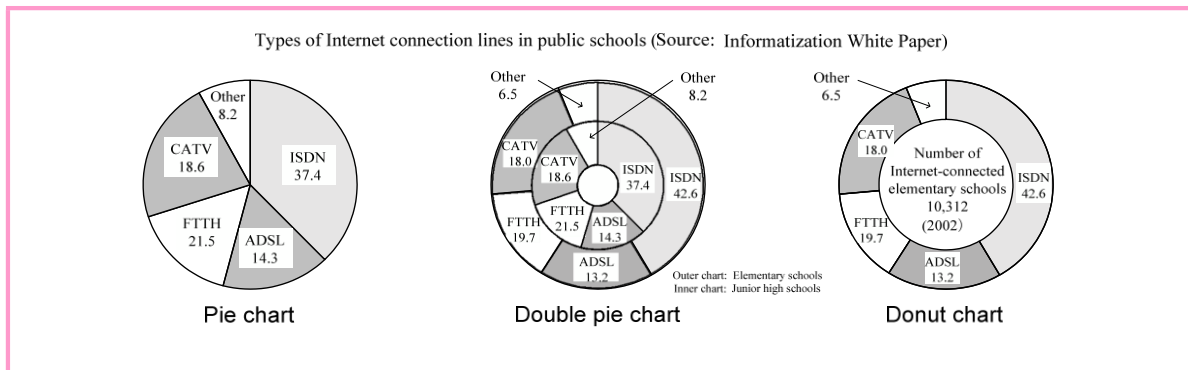 Types of Internet connection lines in public schools (Source: Informatization White Paper)
Other
8.2
CATV
18.6
ISDN
37.4
FTTH
21.5
ADSL
14.3
Pie chart
Other
6.5
Other
8.2
CATV
18.0
CATV
18.6
ISDN
37.4
ISDN
42.6
FTTH
19.7
FTTH
21.5
ADSL
14.3
ADSL
13.2
Outer chart: Elementary schools
Inner chart: Junior high schools
Double pie chart
Other
6.5
CATV
18.0
Number of
Internet-connected
elementary schools
10,312
(2002)
ISDN
42.6
FTTH
19.7
ADSL
13.2
Donut chart